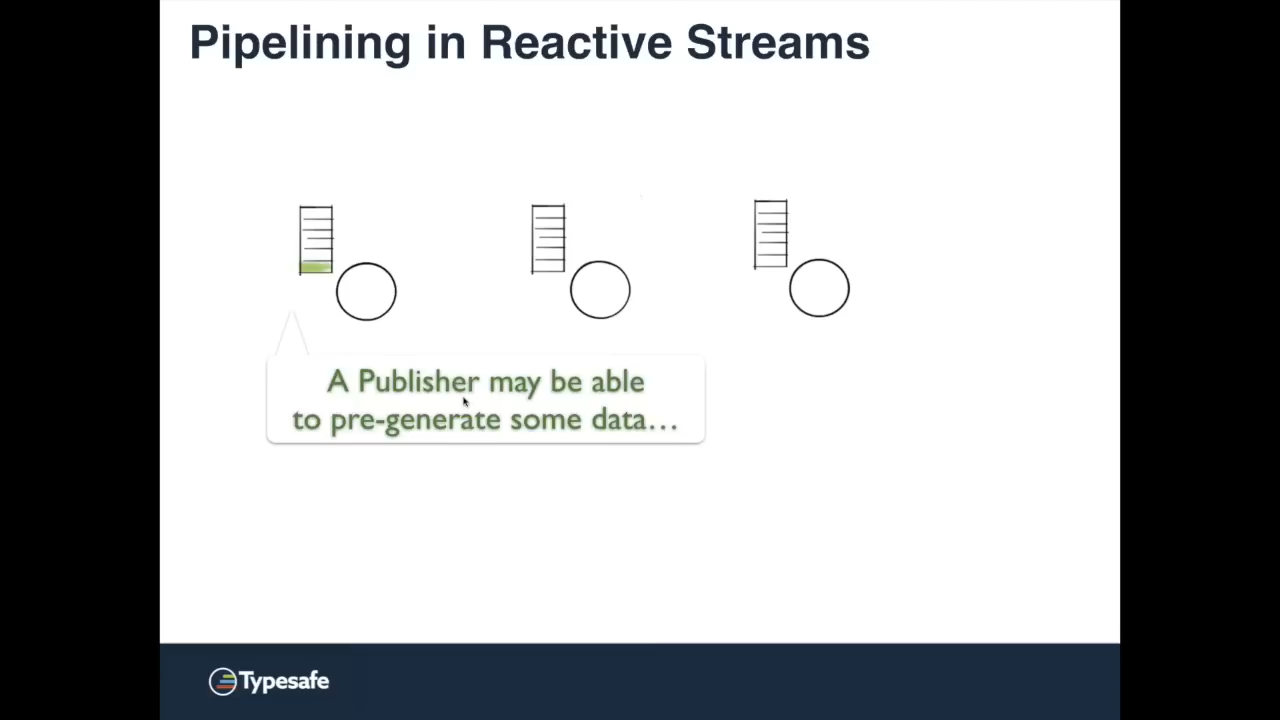 Pipelining in Reactive Streams
A Publisher may be able
to pre-generate some data…
Typesafe